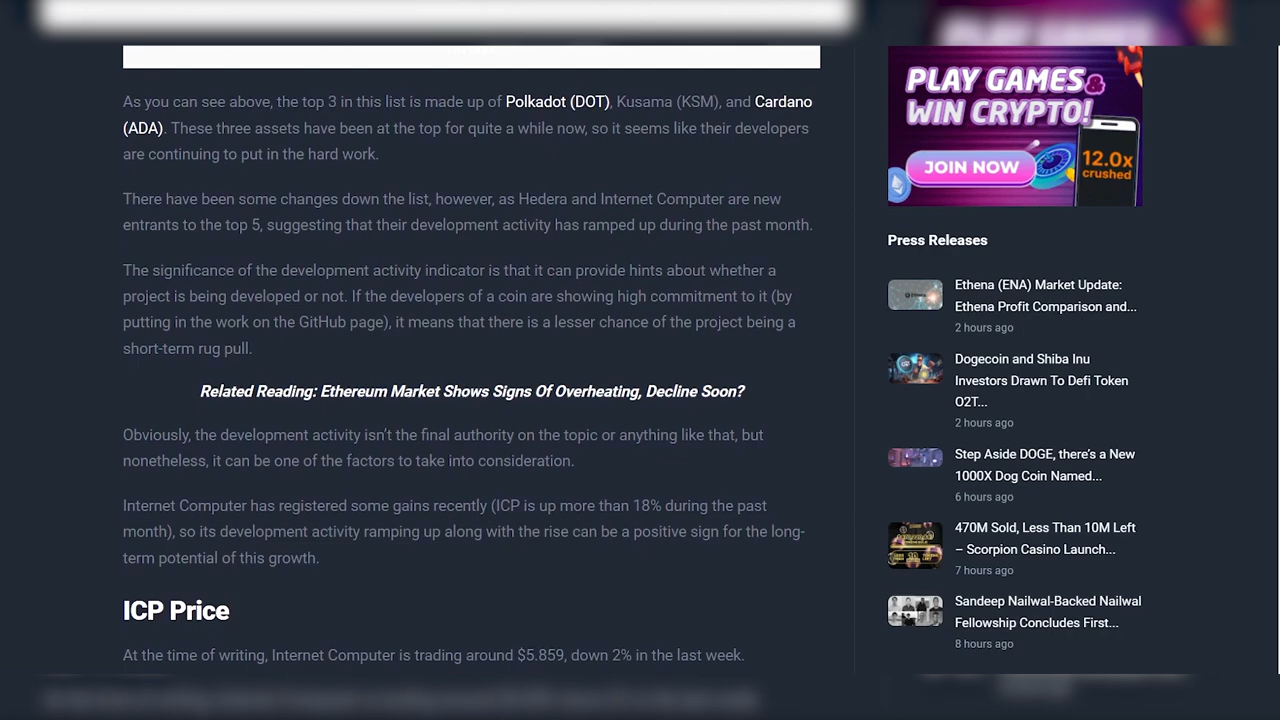 As you can see above, the top 3 in this list is made up of Polkadot (DOT), Kusama (KSM), and Cardano
(ADA). These three assets have been at the top for quite a while now, so it seems like their developers
are continuing to put in the hard work.
There have been some changes down the list, however, as Hedera and Internet Computer are new
entrants to the top 5, suggesting that their development activity has ramped up during the past month.
The significance of the development activity indicator is that it can provide hints about whether a
project is being developed or not. If the developers of a coin are showing high commitment to it (by
putting in the work on the GitHub page), it means that there is a lesser chance of the project being a
short-term rug pull.
Related Reading: Ethereum Market Shows Signs Of Overheating, Decline Soon?
Obviously, the development activity isn't the final authority on the topic or anything like that, but
nonetheless, it can be one of the factors to take into consideration.
Internet Computer has registered some gains recently (ICP is up more than 18% during the past
month), so its development activity ramping up along with the rise can be a positive sign for the long-
term potential of this growth.
ICP Price
At the time of writing, Internet Computer is trading around $5.859, down 2% in the last week.
PLAY GAMES &
WIN CRYPTO!
JOIN NOW
12.0x
crushed
Press Releases
Ethena (ENA) Market Update:
Ethena Profit Comparison and...
2 hours ago
Dogecoin and Shiba Inu
Investors Drawn To Defi Token
O2T...
2 hours ago
Step Aside DOGE, there's a New
1000X Dog Coin Named...
6 hours ago
470M Sold, Less Than 10M Left
– Scorpion Casino Launch...
7 hours ago
Sandeep Nailwal-Backed Nailwal
Fellowship Concludes First...
8 hours ago